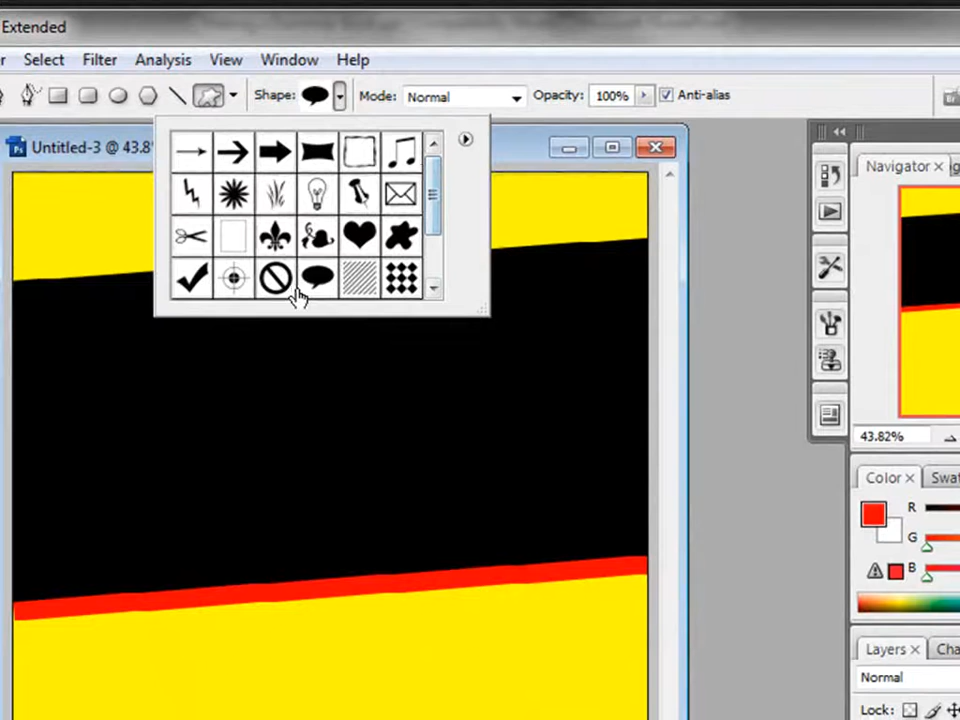 Extended
Select Filter Analysis View Window Help
Shape: Mode: Normal Opacity: 100% Anti-alias
Untitled-3 @ 43.8
Navigator
43.82%
Color Swat
R
G
B
Layers Cha
Normal
Lock: